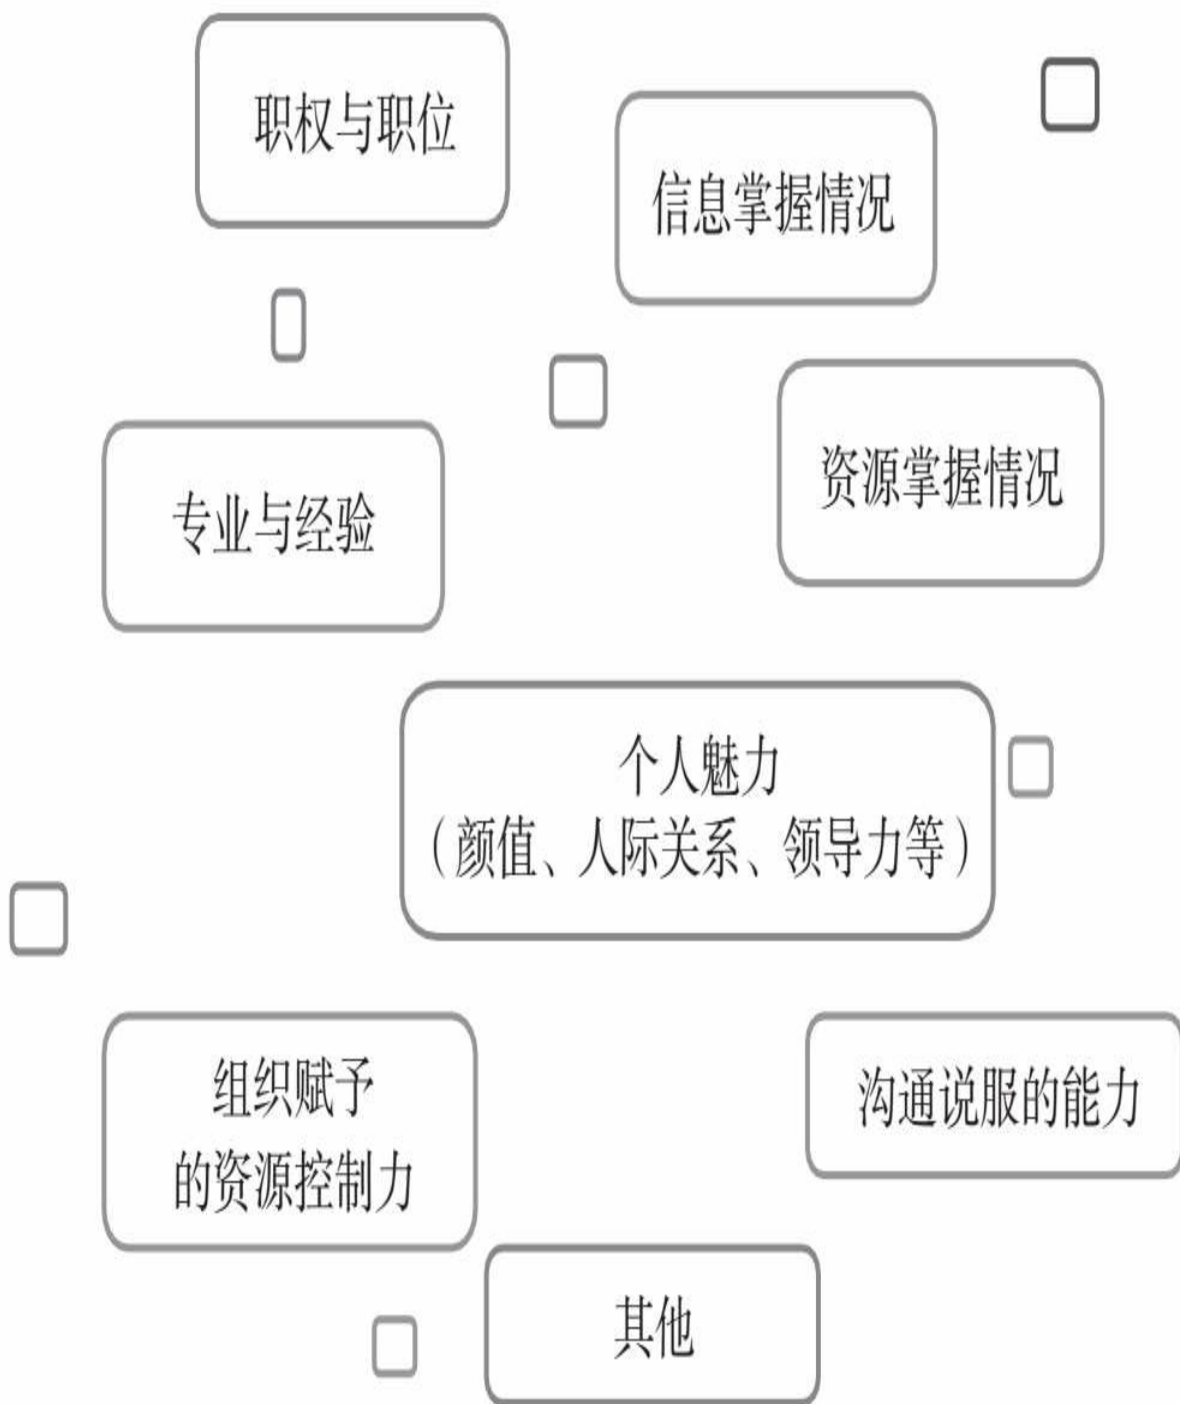 职权与职位
信息掌握情况
资源掌握情况
专业与经验
个人魅力
（颜值、人际关系、领导力等）
组织赋予
的资源控制力
沟通说服的能力
其他